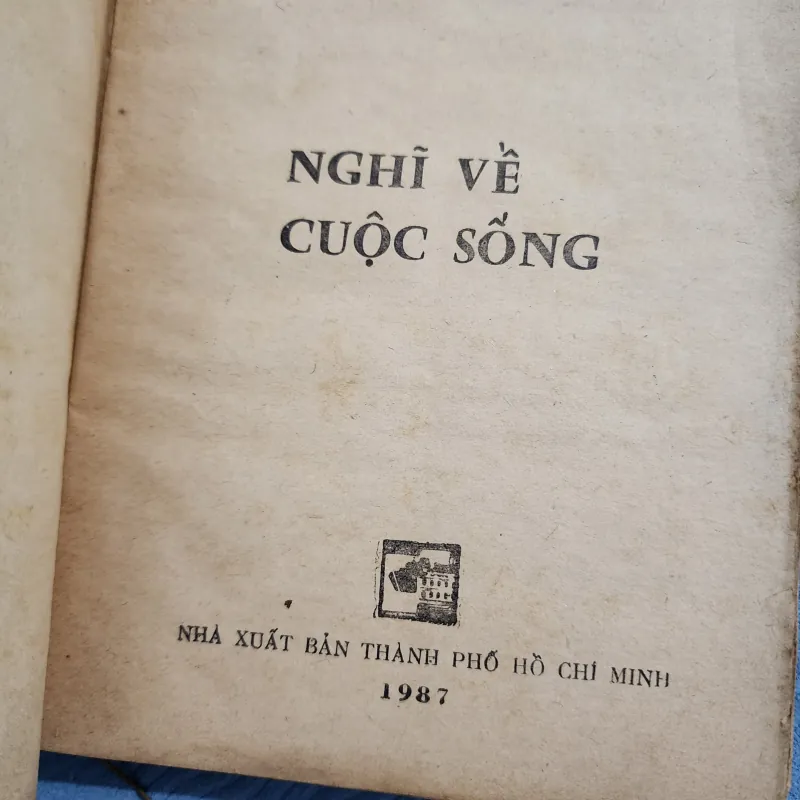 NGHĨ VỀ
CUỘC SỐNG
NHÀ XUẤT BẢN THÀNH PHỐ HỒ CHÍ MINH
1987